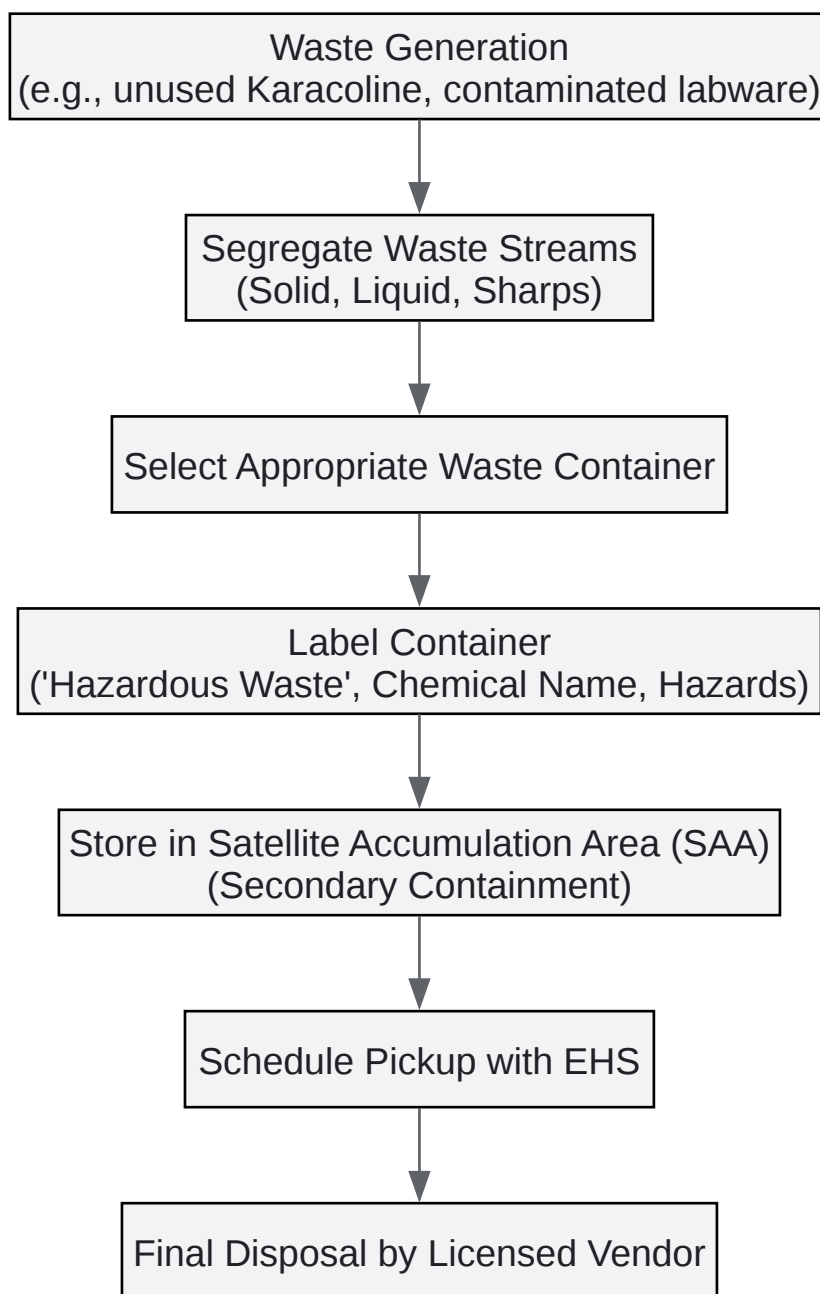 Waste Generation
(e.g., unused Karacoline, contaminated labware)
Segregate Waste Streams
(Solid, Liquid, Sharps)
Select Appropriate Waste Container
Label Container
('Hazardous Waste', Chemical Name, Hazards)
Store in Satellite Accumulation Area (SAA)
(Secondary Containment)
Schedule Pickup with EHS
Final Disposal by Licensed Vendor